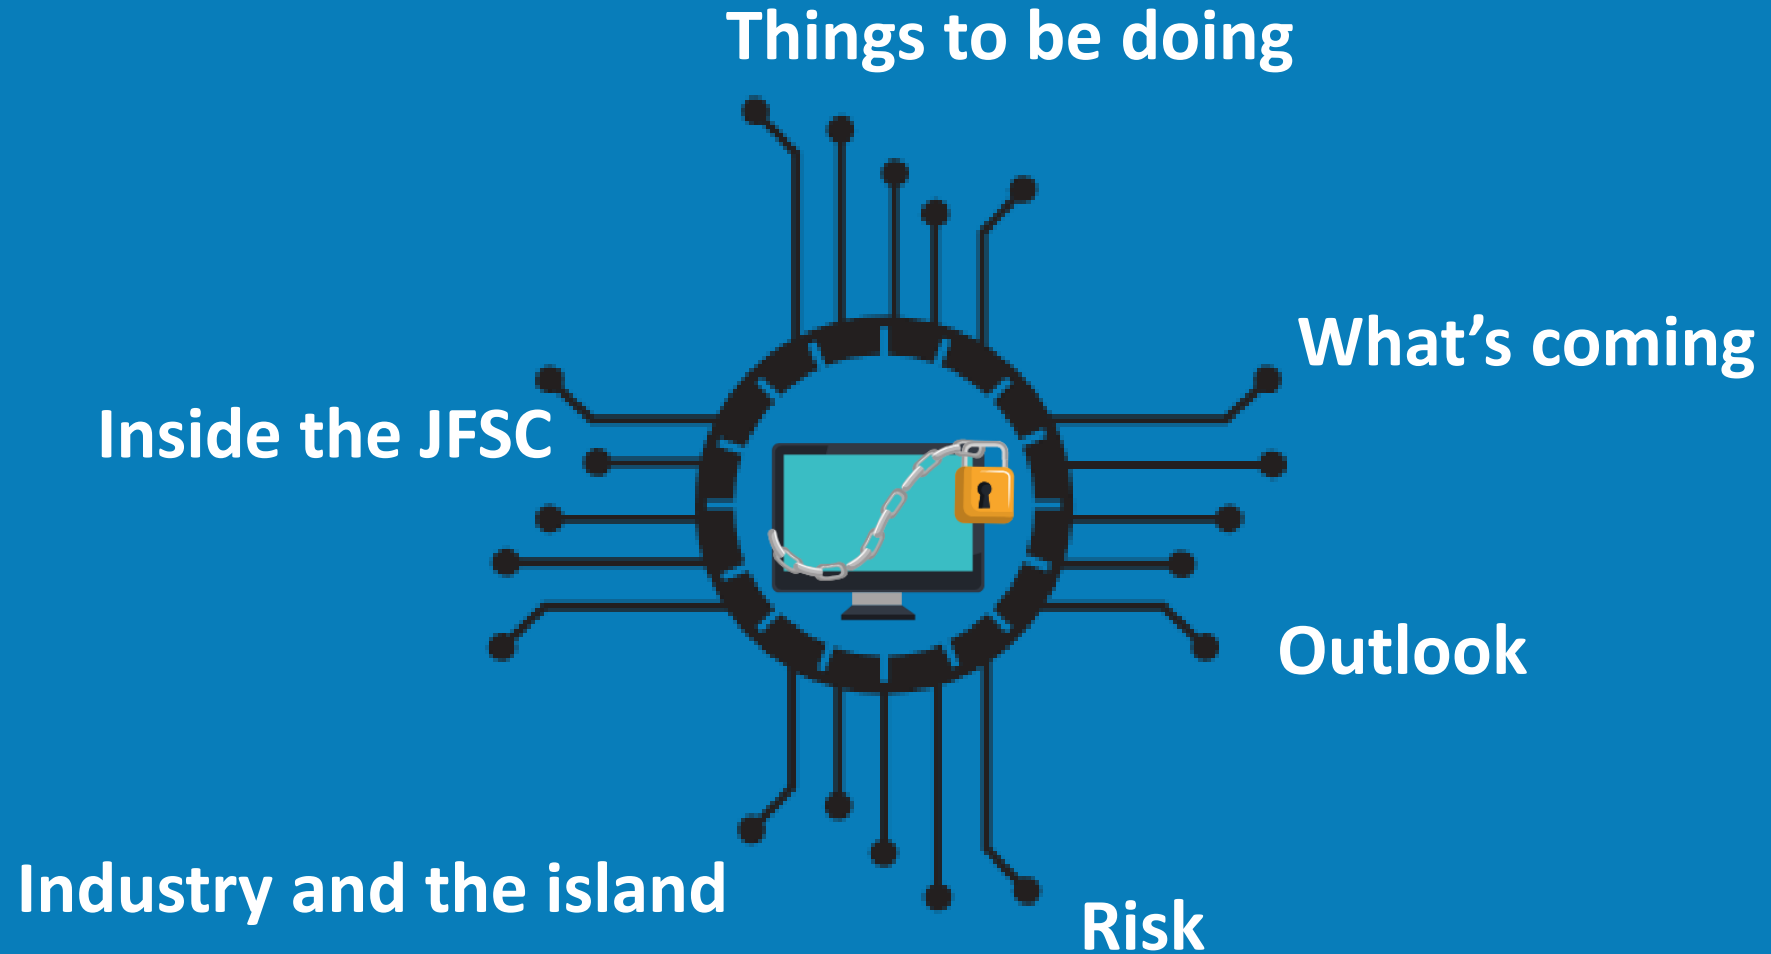 Things to be doing
What’s coming
Inside the JFSC
Outlook
Industry and the island
Risk